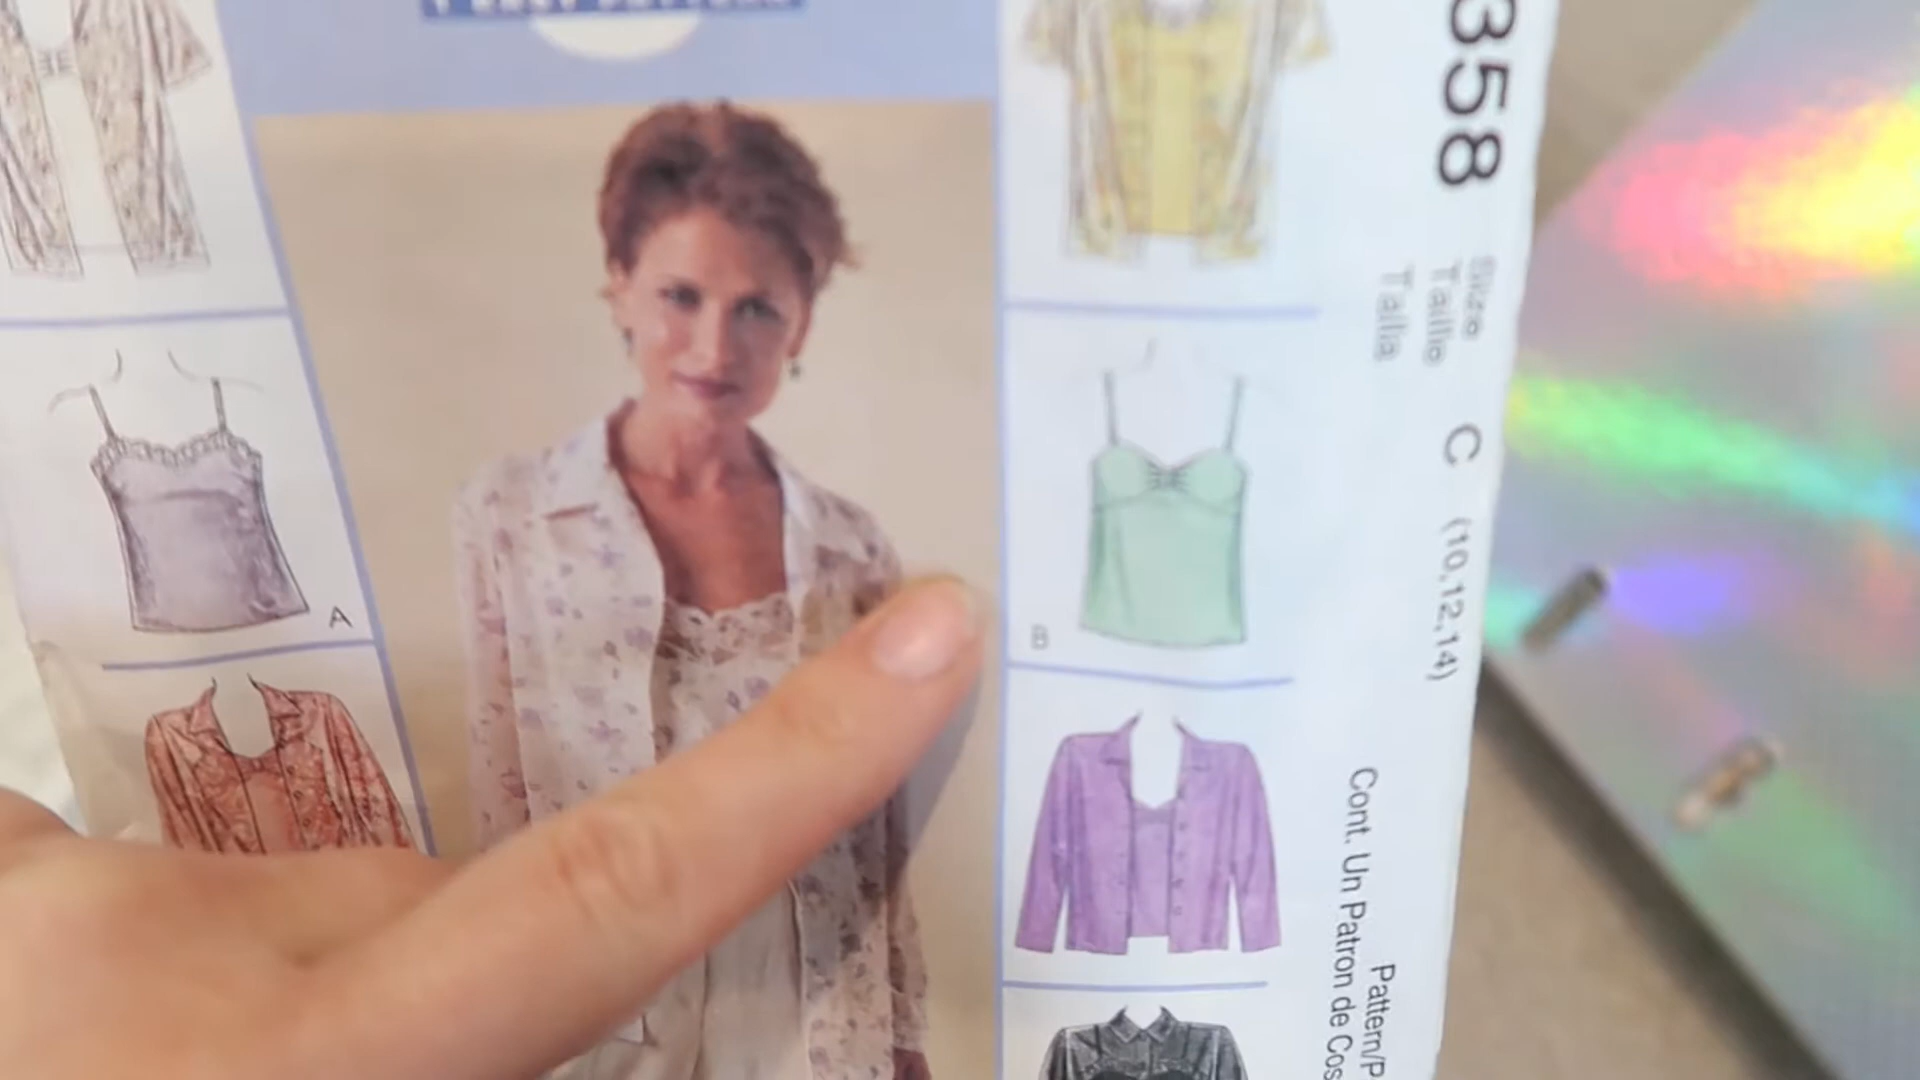 358
Size
Taille
Talla
C
(10,12,14)
A
B
Pattern/P
Cont. Un Patron de Cos